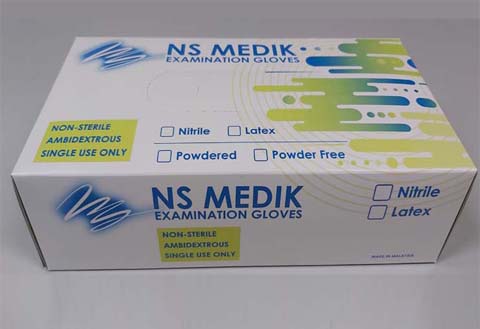 NS MEDIK
EXAMINATION GLOVES
NON-STERILE
AMBIDEXTROUS
SINGLE USE ONLY
Nitrile Latex
Powdered Powder Free
NS MEDIK
EXAMINATION GLOVES
NON-STERILE
AMBIDEXTROUS
SINGLE USE ONLY
Nitrile
Latex
MADE IN MALAYSIA